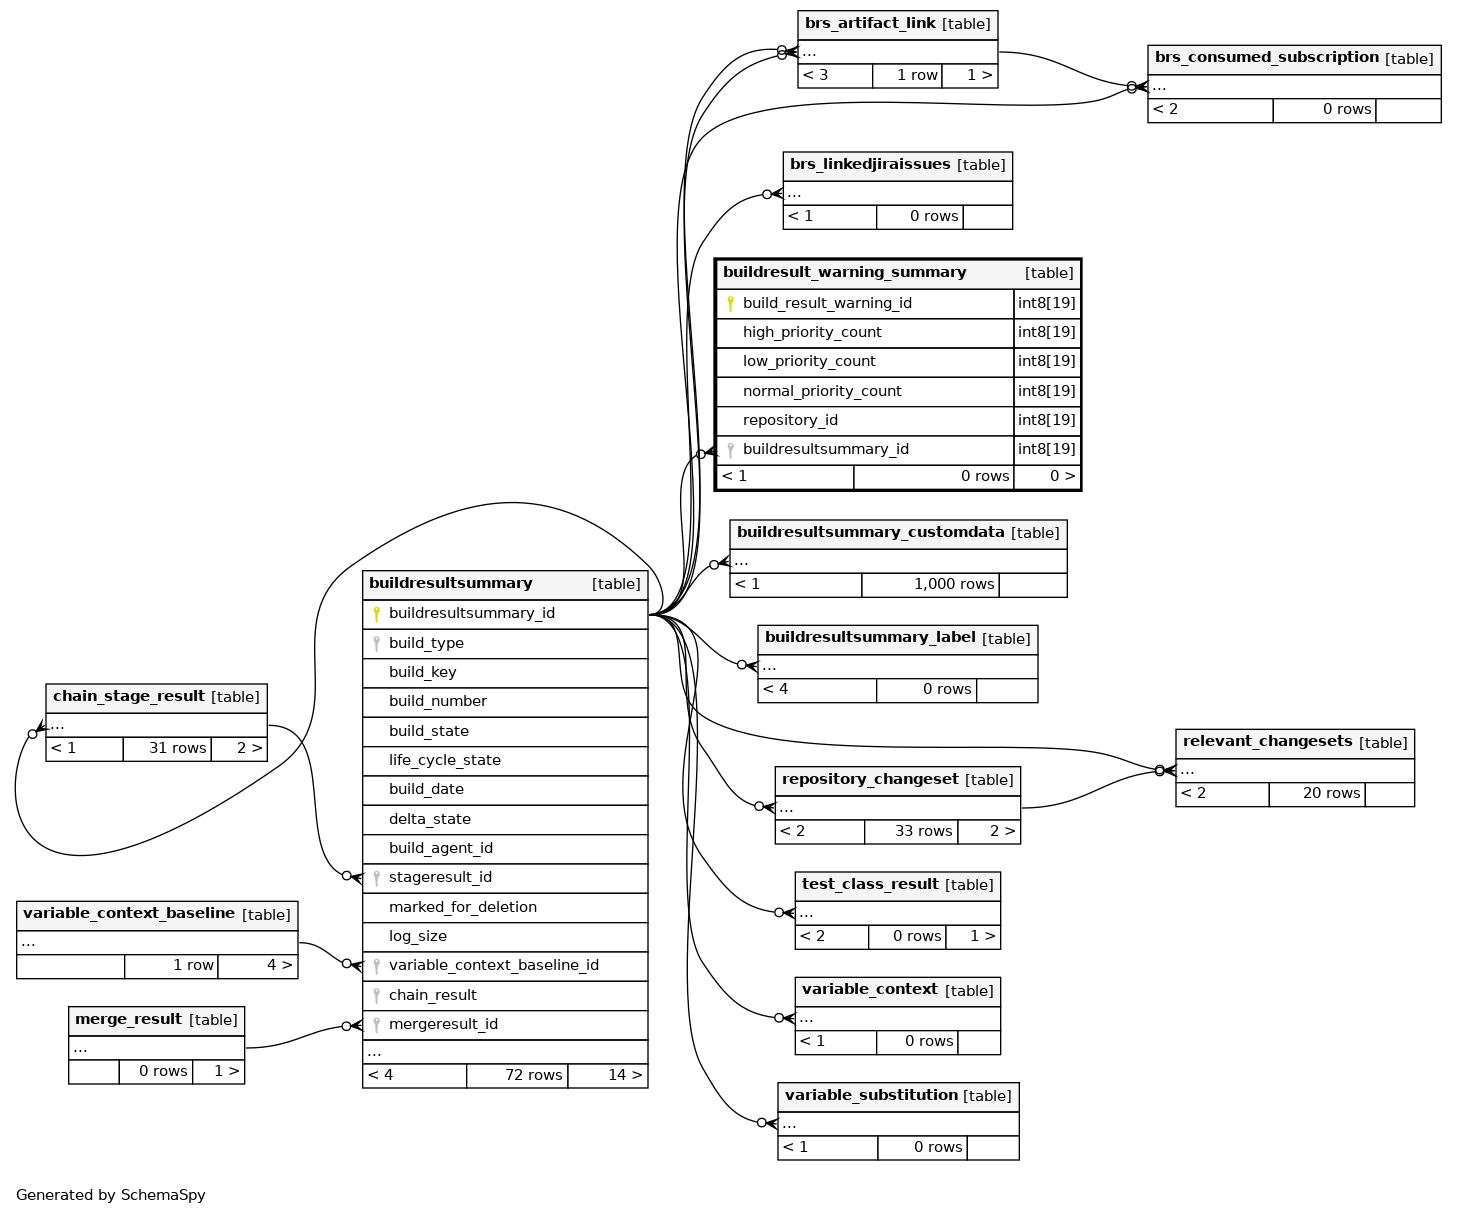 brs_artifact_link [table]
...
< 3 1 row 1 >
brs_consumed_subscription [table]
...
< 2 0 rows
brs_linkedjiraissues [table]
...
< 1 0 rows
buildresult_warning_summary [table]
build_result_warning_id int8[19]
high_priority_count int8[19]
low_priority_count int8[19]
normal_priority_count int8[19]
repository_id int8[19]
buildresultsummary_id int8[19]
< 1 0 rows 0 >
buildresultsummary_customdata [table]
...
< 1 1,000 rows
buildresultsummary [table]
buildresultsummary_id
build_type
build_key
build_number
build_state
life_cycle_state
build_date
delta_state
build_agent_id
stageresult_id
marked_for_deletion
log_size
variable_context_baseline_id
chain_result
mergeresult_id
...
< 4 72 rows 14 >
buildresultsummary_label [table]
...
< 4 0 rows
chain_stage_result [table]
...
< 1 31 rows 2 >
relevant_changesets [table]
...
< 2 20 rows
repository_changeset [table]
...
< 2 33 rows 2 >
test_class_result [table]
...
< 2 0 rows 1 >
variable_context_baseline [table]
...
1 row 4 >
variable_context [table]
...
< 1 0 rows
merge_result [table]
...
0 rows 1 >
variable_substitution [table]
...
< 1 0 rows
Generated by SchemaSpy